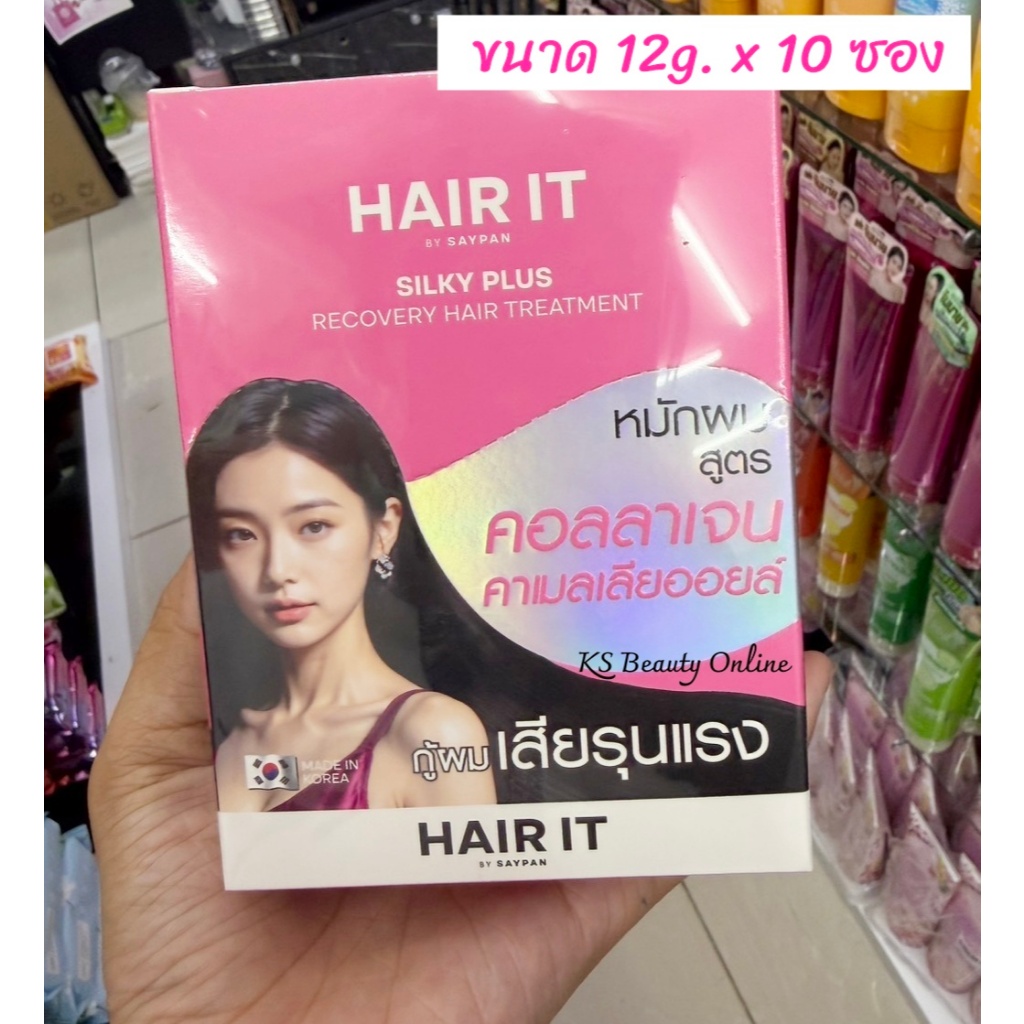 ขนาด 12g. x 10 ซอง
HAIR IT
BY SAYPAN
SILKY PLUS
RECOVERY HAIR TREATMENT
หมักผม
สูตร
คอลลาเจน
คาเมลเลียออยล์
KS Beauty Online
กู้ผมเสียรุนแรง
MADE IN
KOREA
HAIR IT
BY SAYPAN